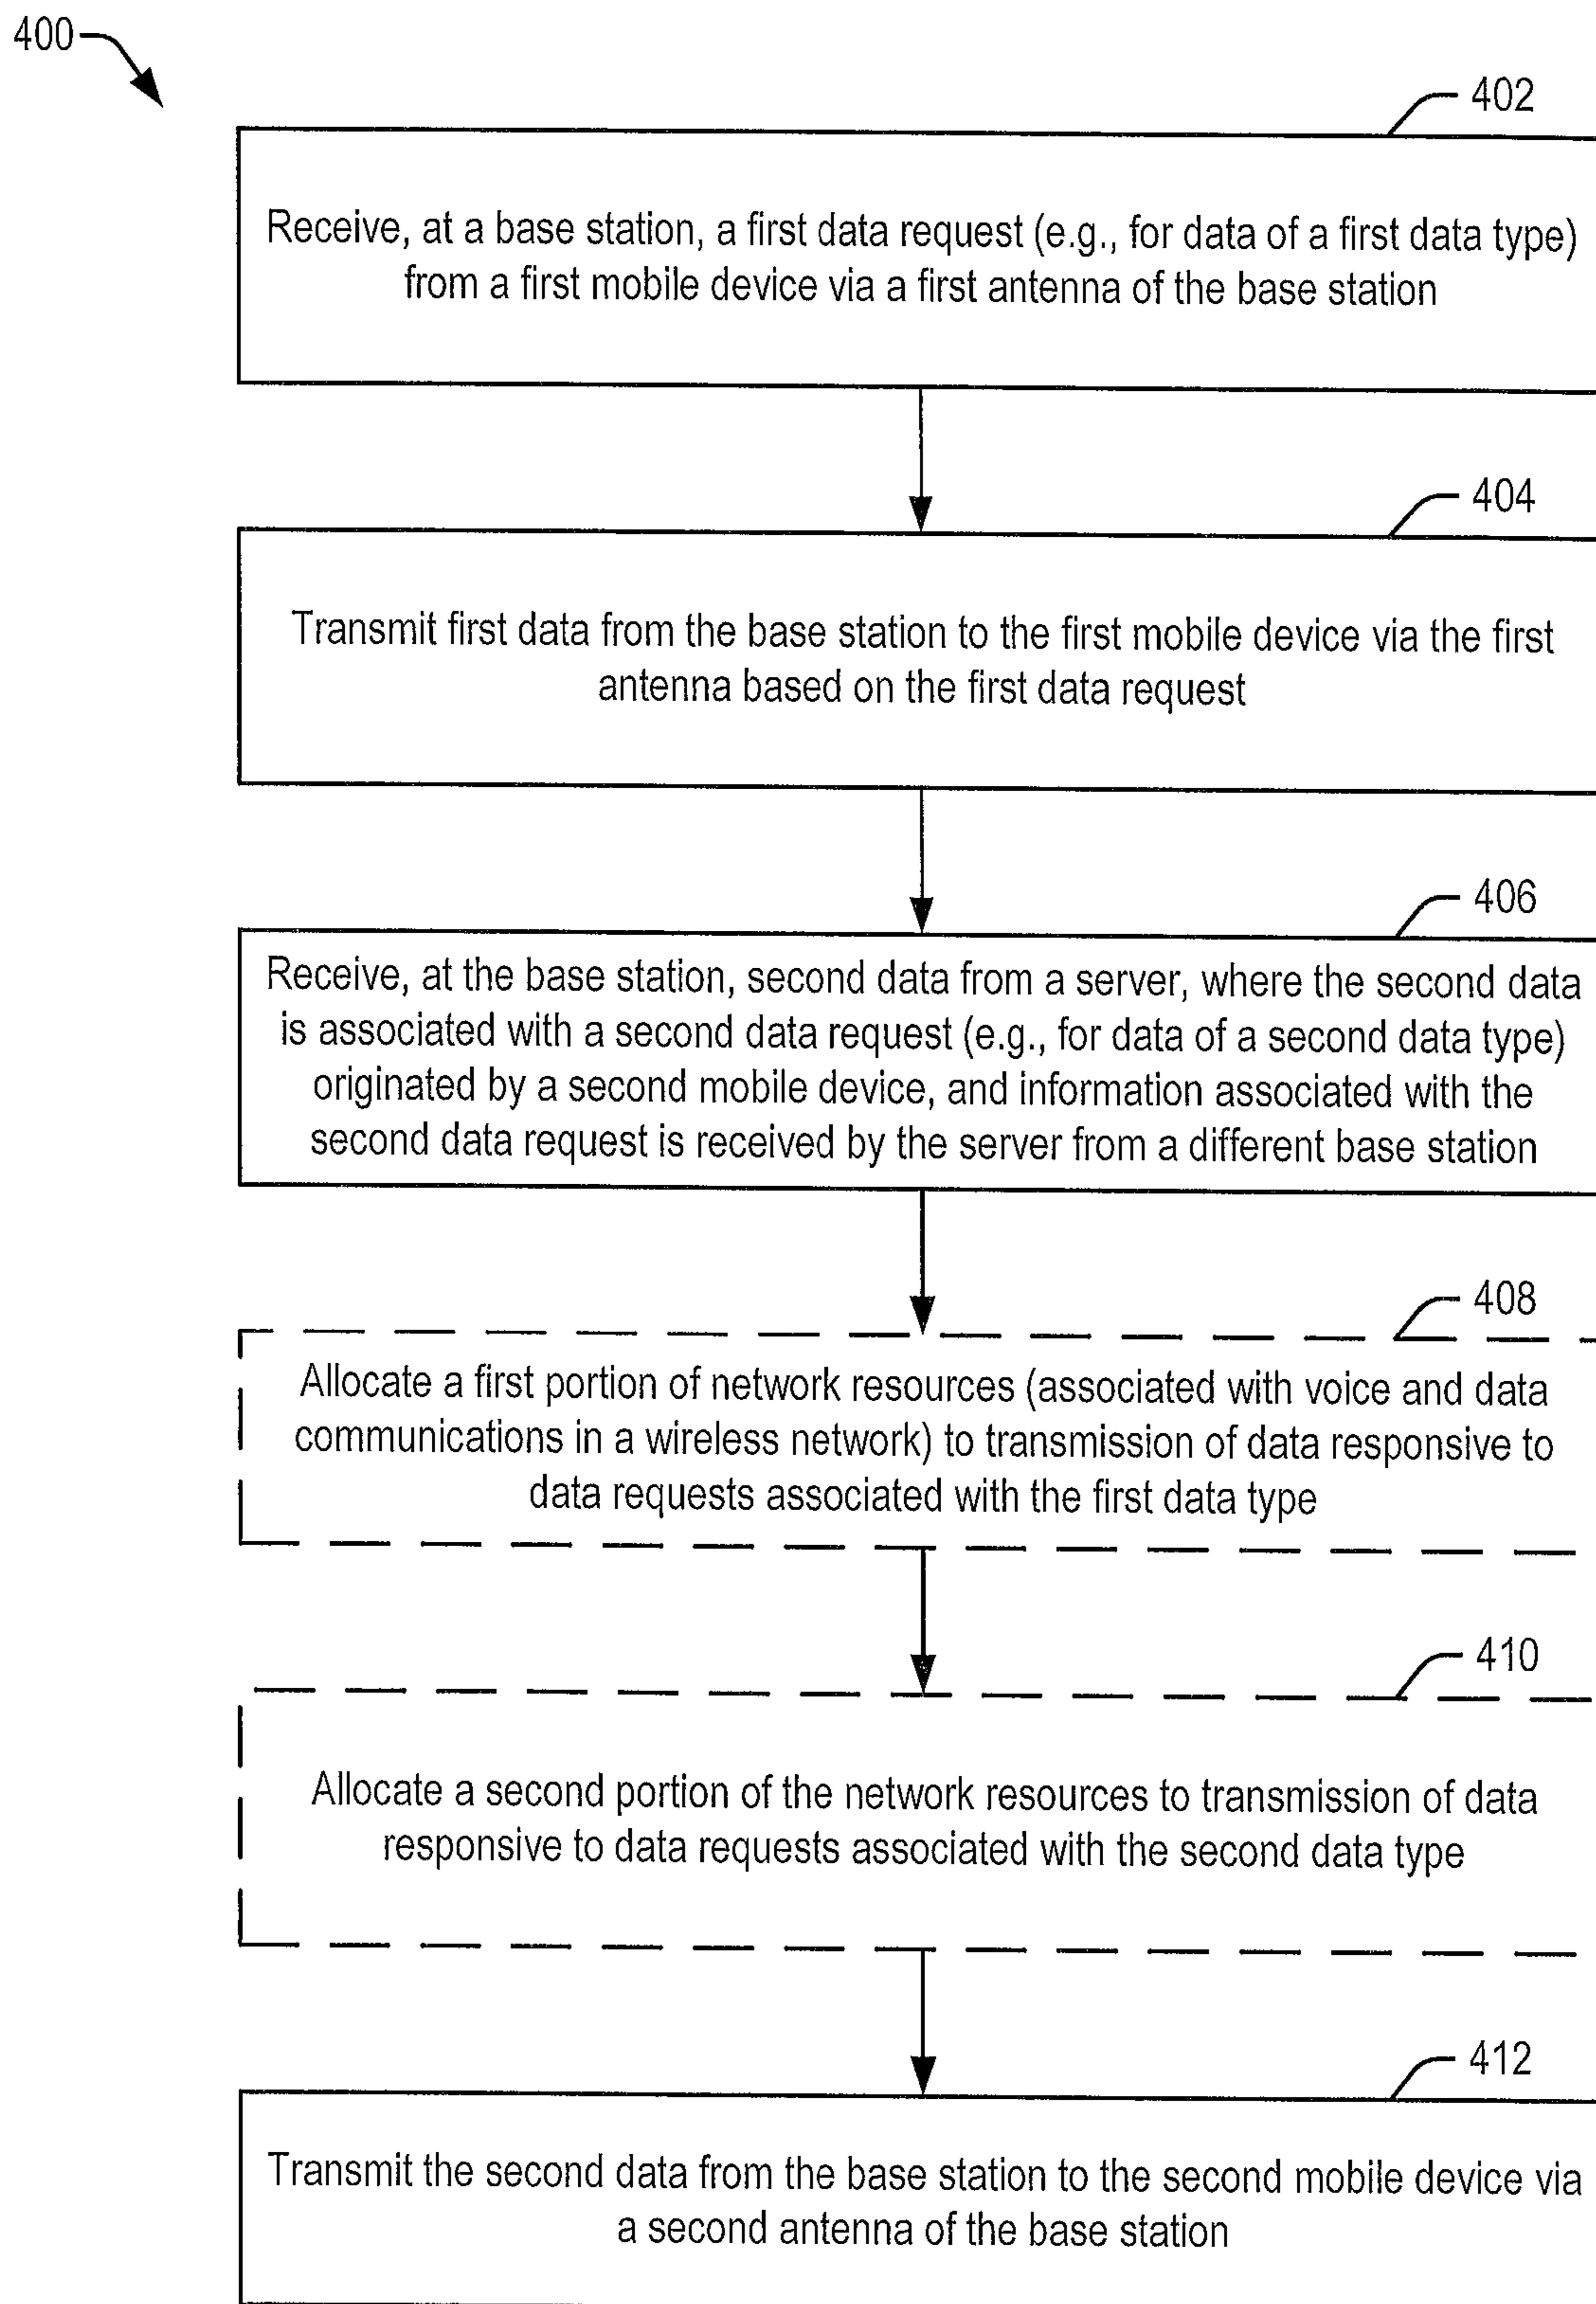 400
402
Receive, at a base station, a first data request (e.g., for data of a first data type)
from a first mobile device via a first antenna of the base station
404
Transmit first data from the base station to the first mobile device via the first
antenna based on the first data request
406
Receive, at the base station, second data from a server, where the second data
is associated with a second data request (e.g., for data of a second data type)
originated by a second mobile device, and information associated with the
second data request is received by the server from a different base station
408
Allocate a first portion of network resources (associated with voice and data
communications in a wireless network) to transmission of data responsive to
data requests associated with the first data type
410
Allocate a second portion of the network resources to transmission of data
responsive to data requests associated with the second data type
412
Transmit the second data from the base station to the second mobile device via
a second antenna of the base station